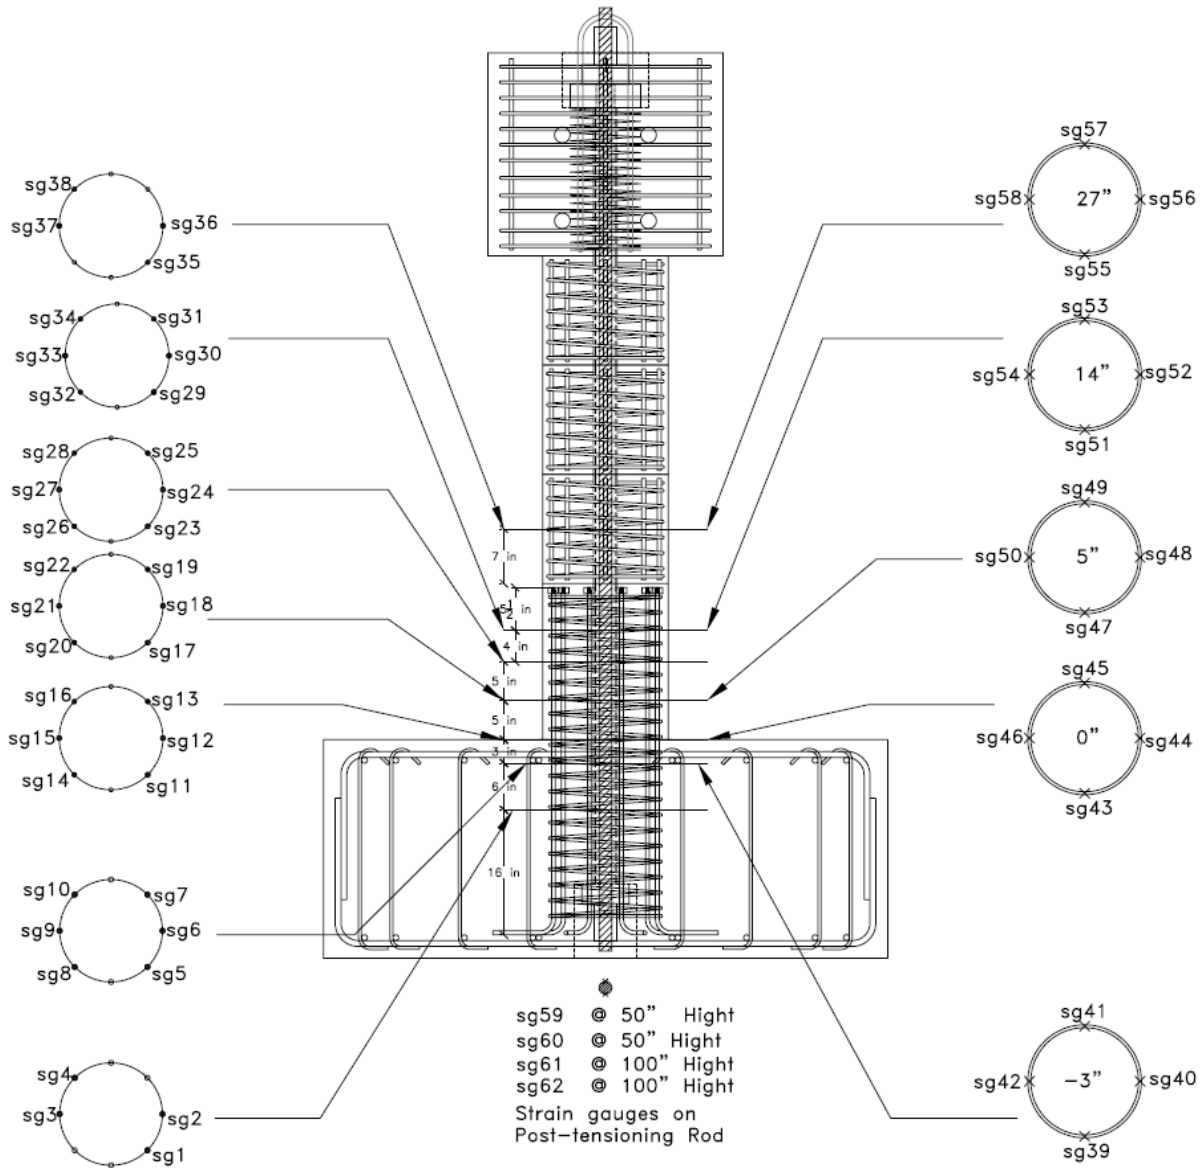 sg57
sg38
sg58
27”
sg56
sg37
sg36
sg35
sg55
sg34
sg31
sg53
sg33
sg30
sg54
14”
sg52
sg32
sg29
sg51
sg28
sg25
sg27
sg24
sg49
sg26
sg23
7 in
sg50
5”
sg48
sg22
sg19
sg21
sg18
5 1/2 in
sg47
sg20
sg17
4 in
5 in
sg45
sg16
sg13
5 in
sg15
sg12
sg46
0”
sg44
3 in
sg14
sg11
6 in
sg43
16 in
sg10
sg7
sg9
sg6
sg8
sg5
sg59 @ 50” Hight
sg60 @ 50” Hight
sg61 @ 100” Hight
sg62 @ 100” Hight
Strain gauges on
Post-tensioning Rod
sg41
sg4
sg42
-3”
sg40
sg3
sg2
sg1
sg39